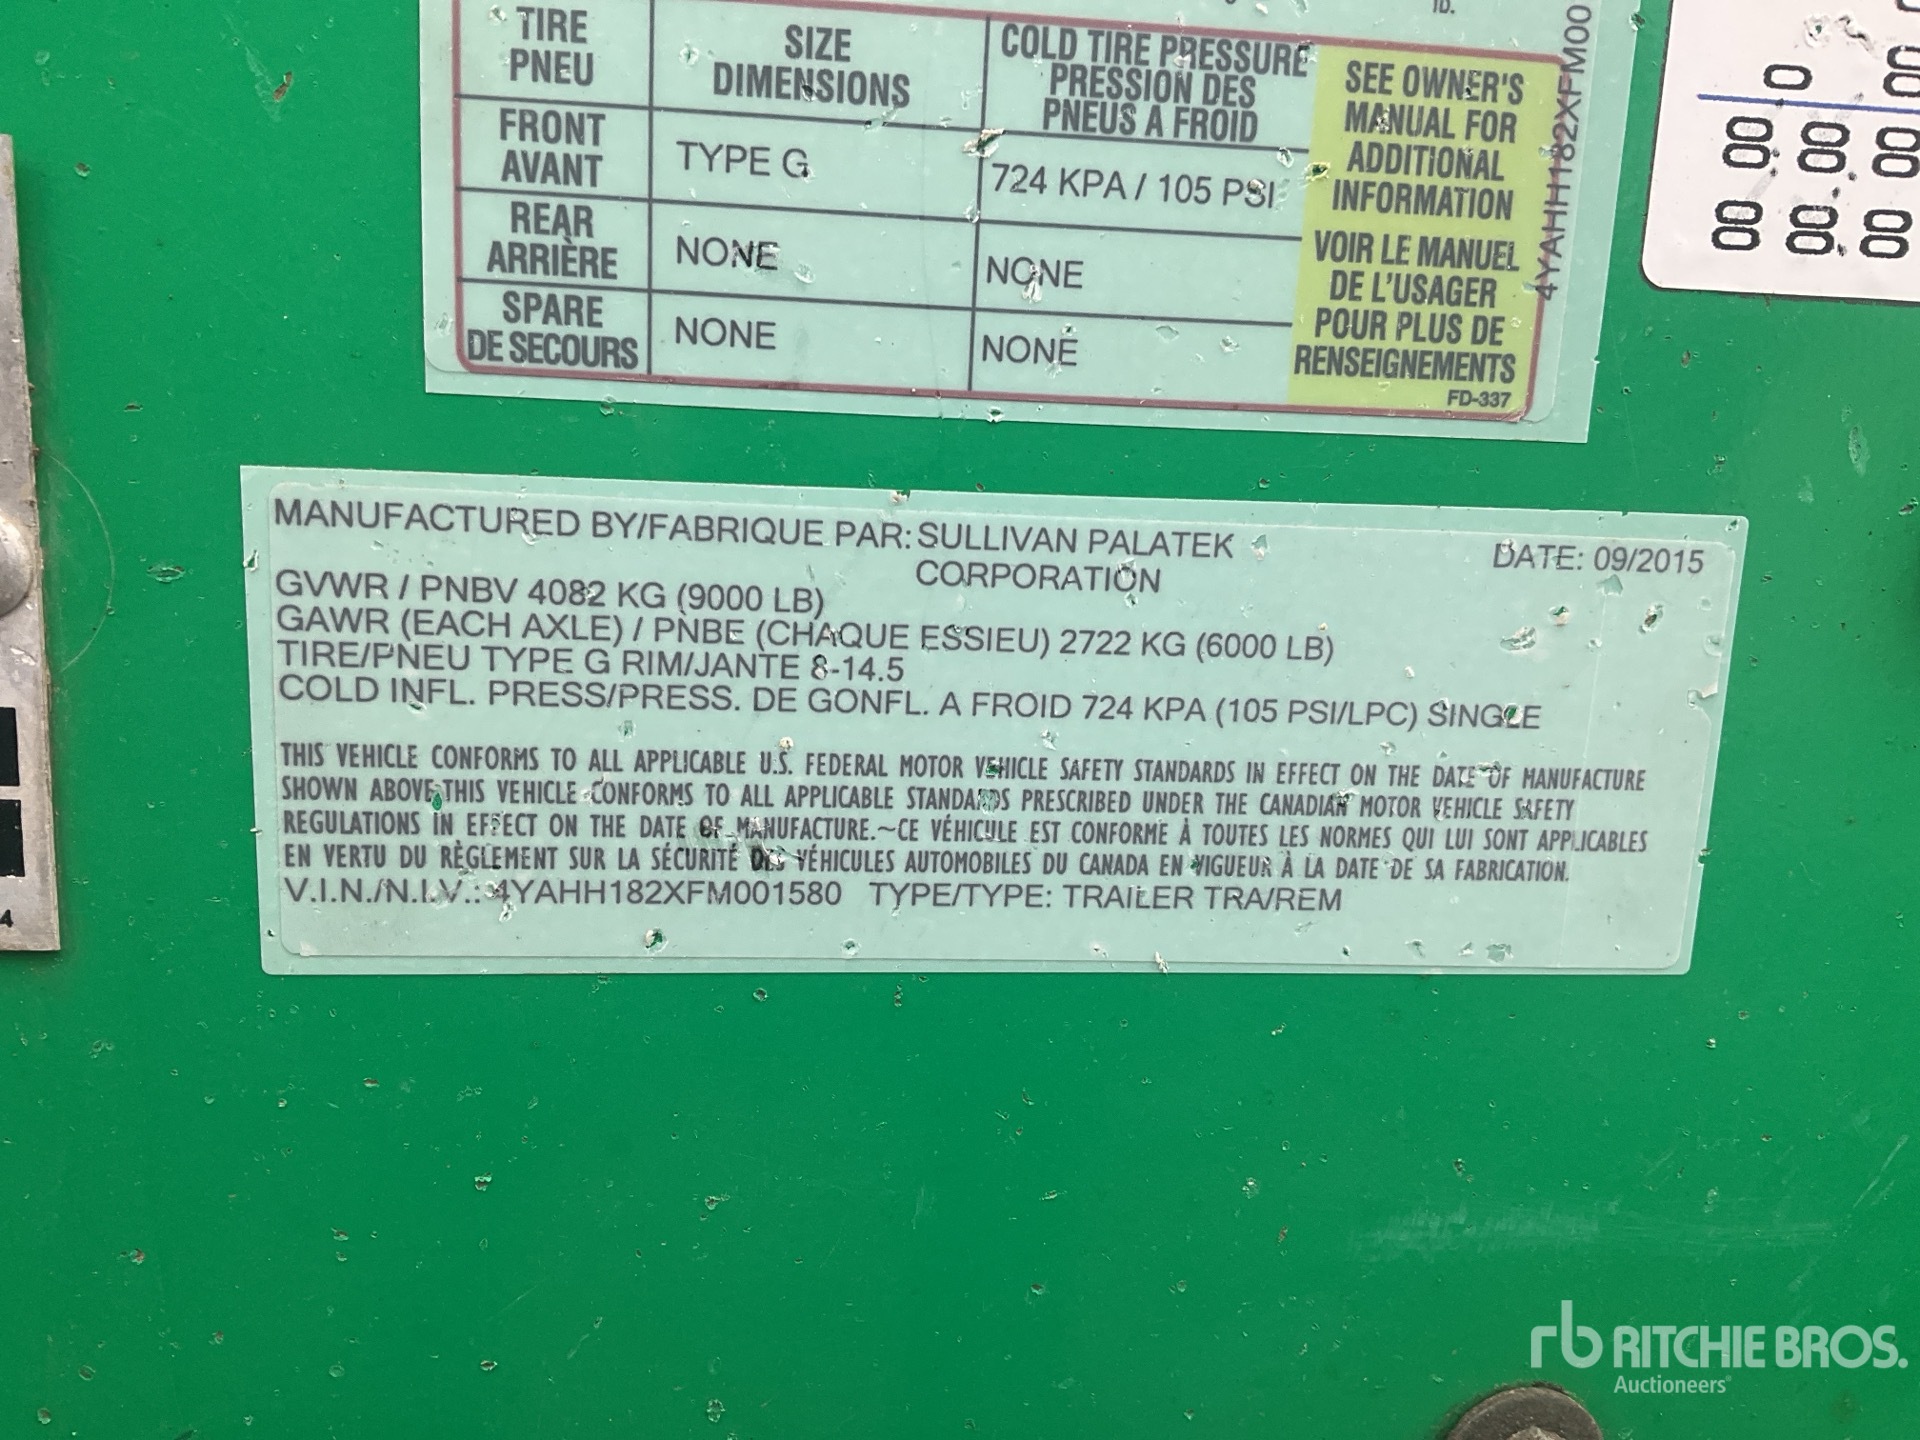 ID.
TIRE
PNEU
SIZE
DIMENSIONS
COLD TIRE PRESSURE
PRESSION DES
PNEUS A FROID
FRONT
AVANT
TYPE G
724 KPA / 105 PSI
REAR
ARRIÈRE
NONE
NONE
SPARE
DE SECOURS
NONE
NONE
SEE OWNER'S
MANUAL FOR
ADDITIONAL
INFORMATION
VOIR LE MANUEL
DE L'USAGER
POUR PLUS DE
RENSEIGNEMENTS
FD-337
4YAHH182XFM00
MANUFACTURED BY/FABRIQUE PAR: SULLIVAN PALATEK
CORPORATION
DATE: 09/2015
GVWR / PNBV 4082 KG (9000 LB)
GAWR (EACH AXLE) / PNBE (CHAQUE ESSIEU) 2722 KG (6000 LB)
TIRE/PNEU TYPE G RIM/JANTE 8-14.5
COLD INFL. PRESS/PRESS. DE GONFL. A FROID 724 KPA (105 PSI/LPC) SINGLE
THIS VEHICLE CONFORMS TO ALL APPLICABLE U.S. FEDERAL MOTOR VEHICLE SAFETY STANDARDS IN EFFECT ON THE DATE OF MANUFACTURE
SHOWN ABOVE THIS VEHICLE CONFORMS TO ALL APPLICABLE STANDARDS PRESCRIBED UNDER THE CANADIAN MOTOR VEHICLE SAFETY
REGULATIONS IN EFFECT ON THE DATE OF MANUFACTURE.~CE VÉHICULE EST CONFORME À TOUTES LES NORMES QUI LUI SONT APPLICABLES
EN VERTU DU RÈGLEMENT SUR LA SÉCURITÉ DES VÉHICULES AUTOMOBILES DU CANADA EN VIGUEUR À LA DATE DE SA FABRICATION.
V.I.N./N.I.V.: 4YAHH182XFM001580 TYPE/TYPE: TRAILER TRA/REM
4
rb RITCHIE BROS.
Auctioneers